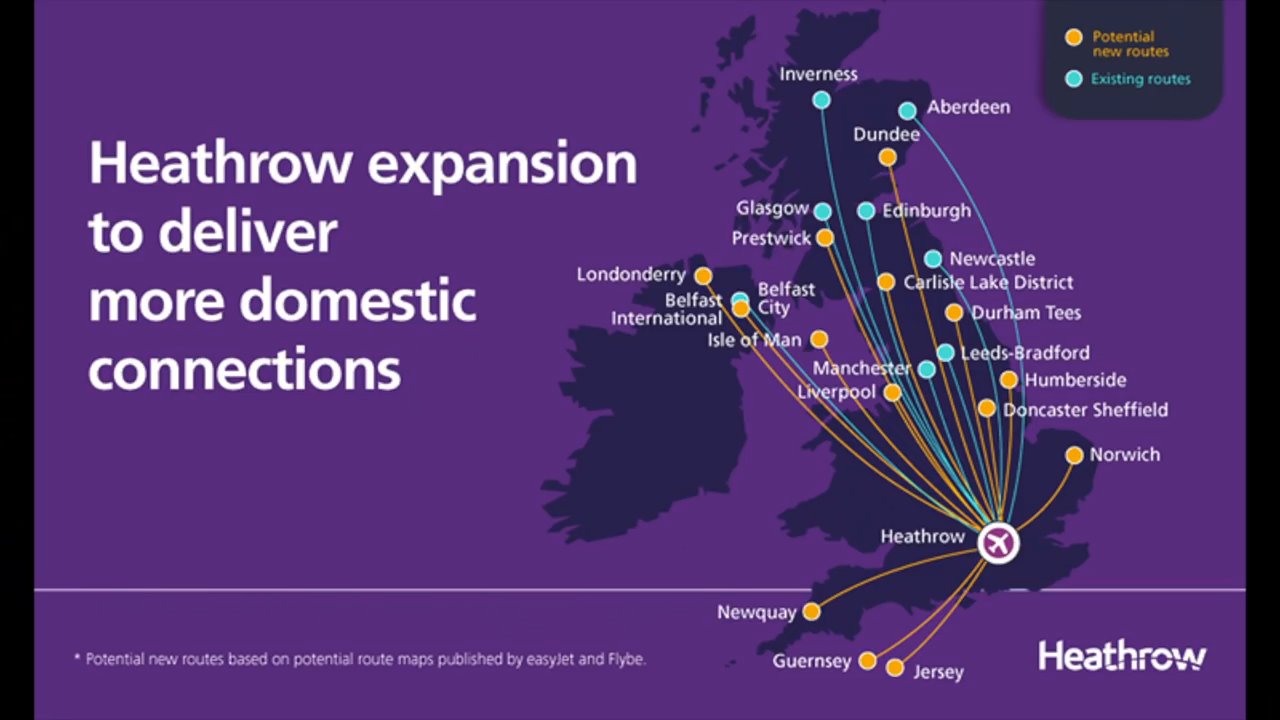 Potential
new routes
Existing routes
Heathrow expansion
to deliver
more domestic
connections
Inverness
Aberdeen
Dundee
Glasgow
Edinburgh
Prestwick
Newcastle
Londonderry
Carlisle Lake District
Belfast
International
Belfast
City
Durham Tees
Isle of Man
Leeds-Bradford
Manchester
Humberside
Liverpool
Doncaster Sheffield
Norwich
Heathrow
Newquay
Guernsey
Jersey
* Potential new routes based on potential route maps published by easyJet and Flybe.
Heathrow